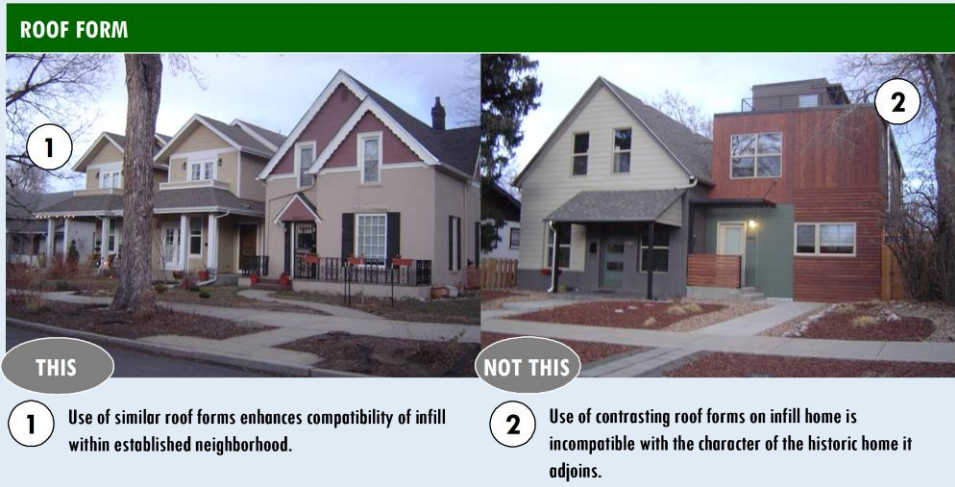 ROOF FORM
1
2
THIS
NOT THIS
1
Use of similar roof forms enhances compatibility of infill
within established neighborhood.
2
Use of contrasting roof forms on infill home is
incompatible with the character of the historic home it
adjoins.